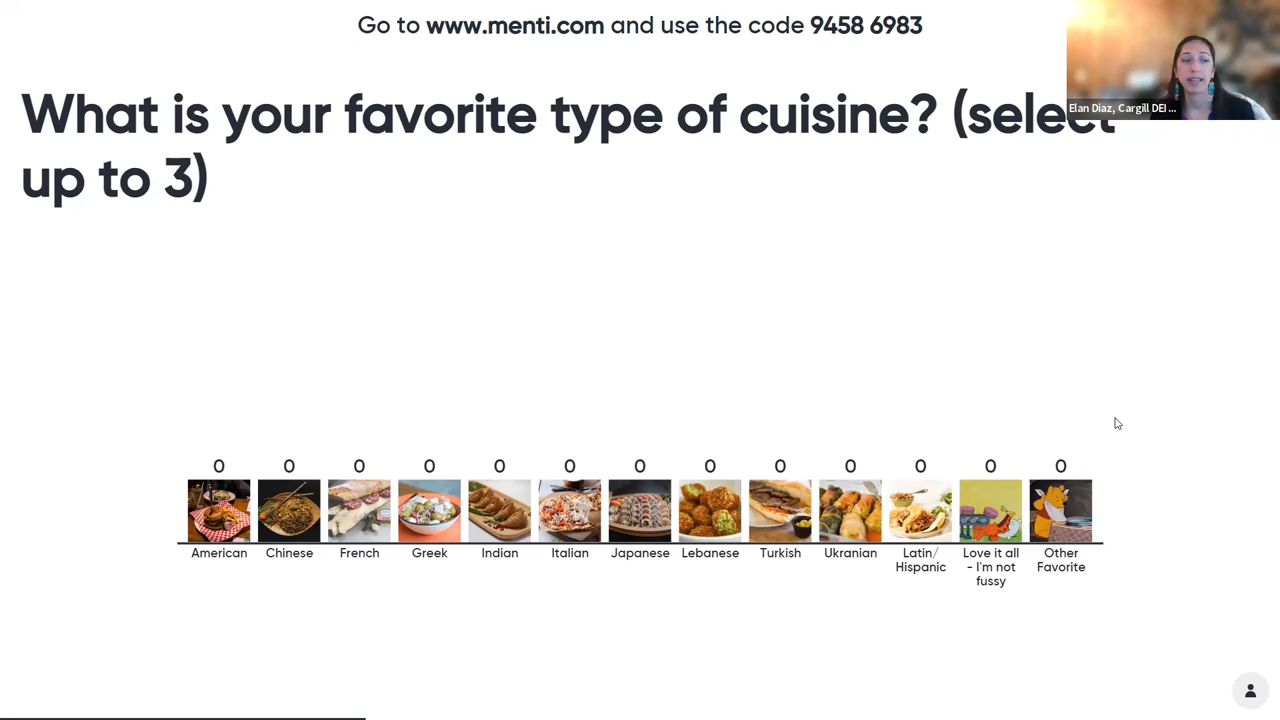 Go to www.menti.com and use the code 9458 6983
Elan Diaz, Cargill DEI ...
What is your favorite type of cuisine? (select
up to 3)
0 0 0 0 0 0 0 0 0 0 0 0 0
American Chinese French Greek Indian Italian Japanese Lebanese Turkish Ukranian Latin/ Love it all Other
Hispanic - I'm not Favorite
fussy